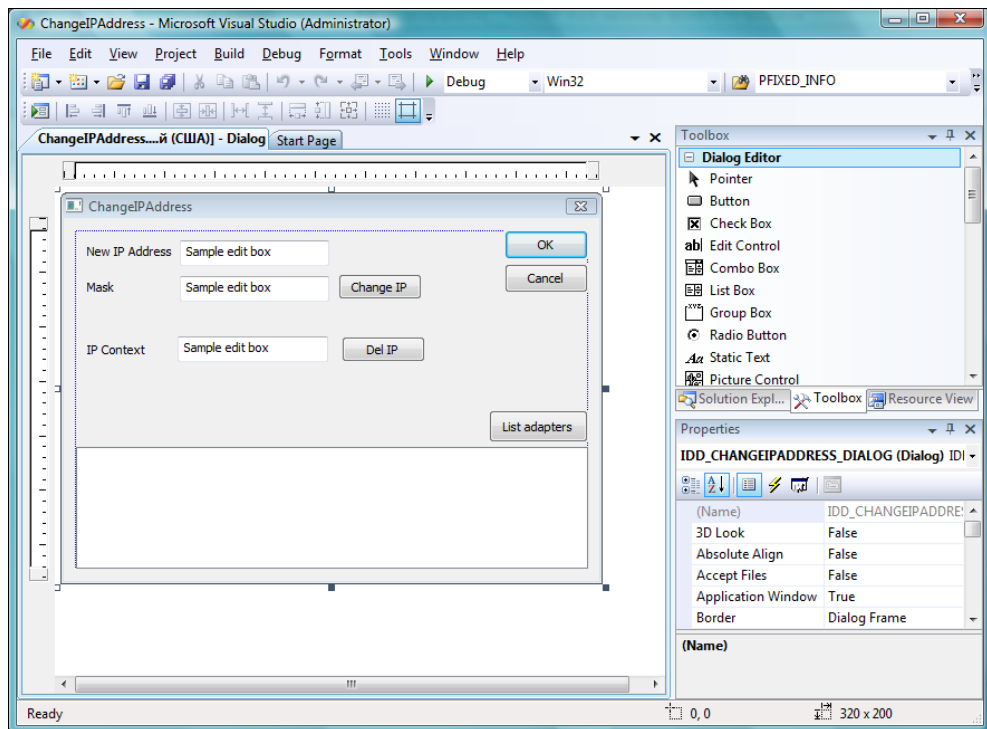 ChangeIPAddress - Microsoft Visual Studio (Administrator)
File Edit View Project Build Debug Format Tools Window Help
Debug Win32 PFIXED_INFO
ChangeIPAddress....й (США)] - Dialog Start Page
ChangeIPAddress
New IP Address Sample edit box OK
Mask Sample edit box Change IP Cancel
IP Context Sample edit box Del IP
List adapters
Toolbox
Dialog Editor
Pointer
Button
Check Box
ab| Edit Control
Combo Box
List Box
xyz Group Box
Radio Button
Aa Static Text
Picture Control
Solution Expl... Toolbox Resource View
Properties
IDD_CHANGEIPADDRESS_DIALOG (Dialog) IDI
(Name) IDD_CHANGEIPADDRE
3D Look False
Absolute Align False
Accept Files False
Application Window True
Border Dialog Frame
(Name)
Ready 0, 0 320 x 200